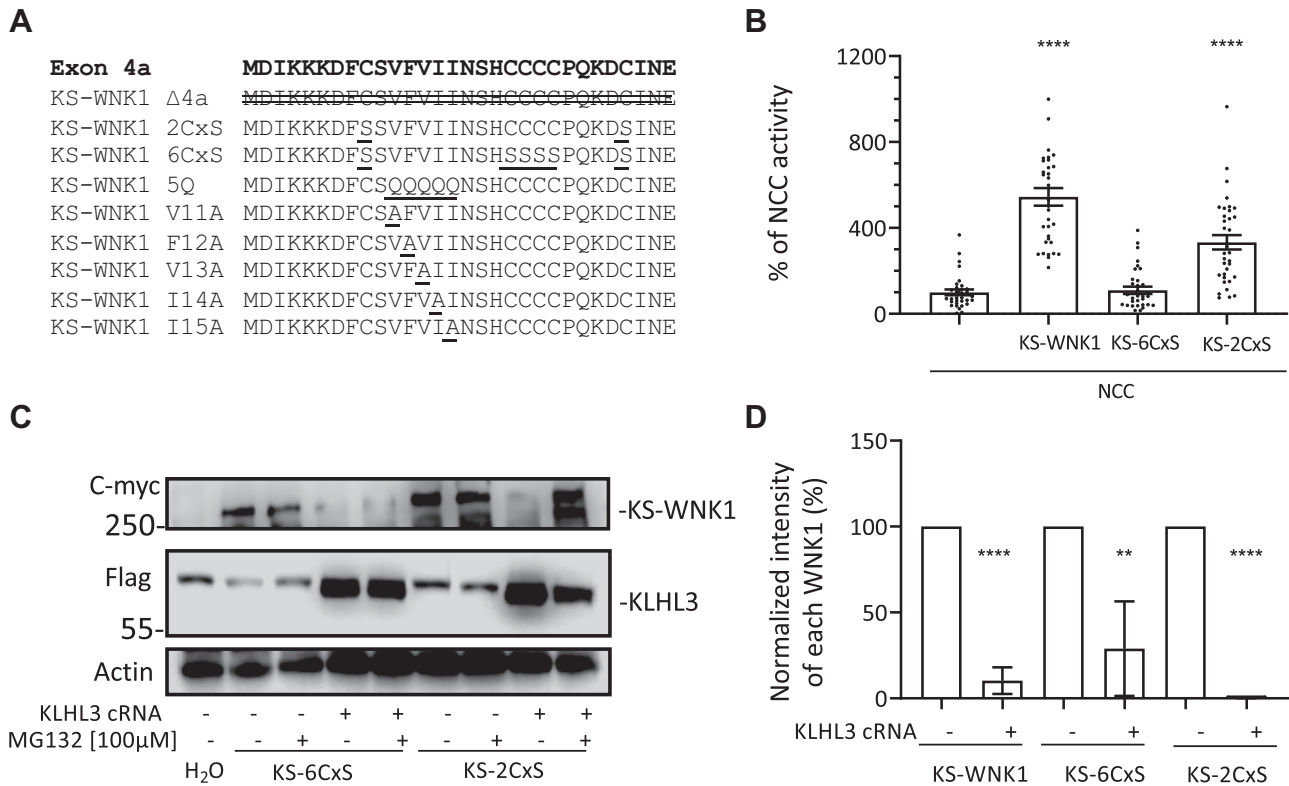 A
Exon 4a MDIKKKDFCSVFVIINSHCCCCPQKDCINE
KS-WNK1 Δ4a MDIKKKDFCSVFVIINSHCCCCPQKDCINE
KS-WNK1 2CxS MDIKKKDFSSVFVIINSHCCCCPQKDSINE
KS-WNK1 6CxS MDIKKKDFSSVFVIINSHSSSSPQKDSINE
KS-WNK1 5Q MDIKKKDFCSQQQQQNSHCCCCPQKDCINE
KS-WNK1 V11A MDIKKKDFCSAFVIINSHCCCCPQKDCINE
KS-WNK1 F12A MDIKKKDFCSVAVIINSHCCCCPQKDCINE
KS-WNK1 V13A MDIKKKDFCSVFAIINSHCCCCPQKDCINE
KS-WNK1 I14A MDIKKKDFCSVFVAINSHCCCCPQKDCINE
KS-WNK1 I15A MDIKKKDFCSVFVIANSHCCCCPQKDCINE
B
% of NCC activity
1200
800
400
0
**** ****
KS-WNK1 KS-6CxS KS-2CxS
NCC
C
C-myc
250-
-KS-WNK1
Flag
55-
-KLHL3
Actin
KLHL3 cRNA - - - + + - - + +
MG132 [100µM] - - + - + - + - +
H₂O KS-6CxS KS-2CxS
D
Normalized intensity
of each WNK1 (%)
150
100
50
0
**** ** ****
KLHL3 cRNA - + - + - +
KS-WNK1 KS-6CxS KS-2CxS